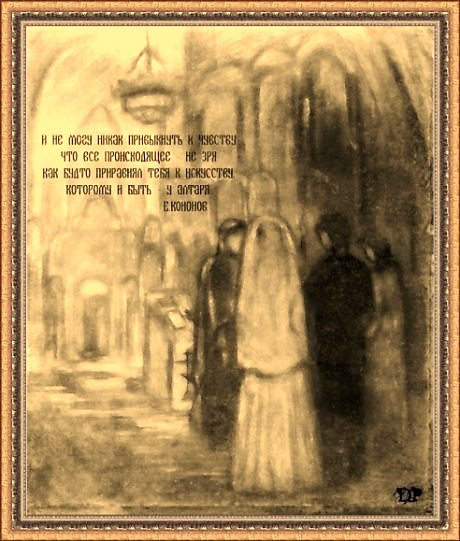 И НЕ МОГУ НИКАК ПРИВЫКНУТЬ К ЧУВСТВУ
ЧТО ВСЕ ПРОИСХОДЯЩЕЕ - НЕ ЗРЯ
КАК БУДТО ПРИРАВНЯЛ ТЕБЯ К ИСКУССТВУ
КОТОРОМУ И БЫТЬ - У АЛТАРЯ
Е.КОНОНОВ
DP